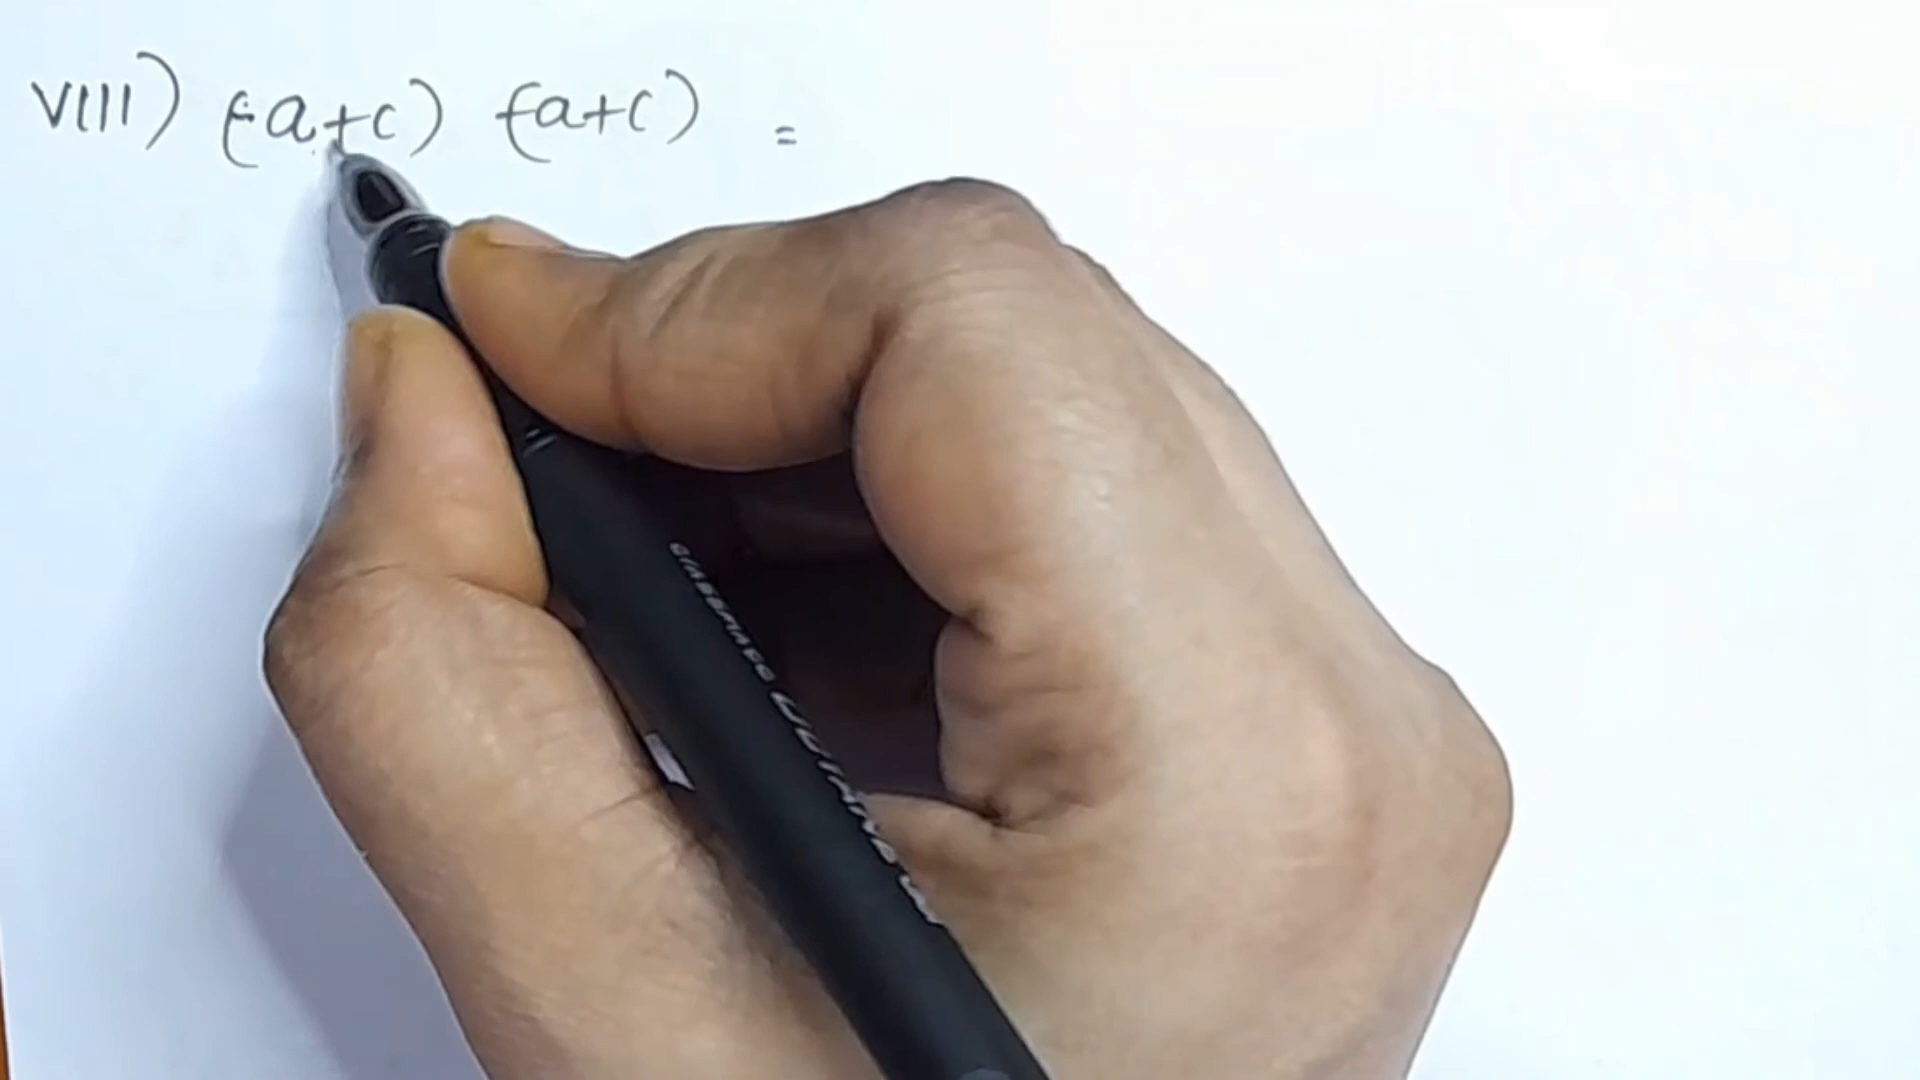 VIII) (-a+c) (-a+c) =